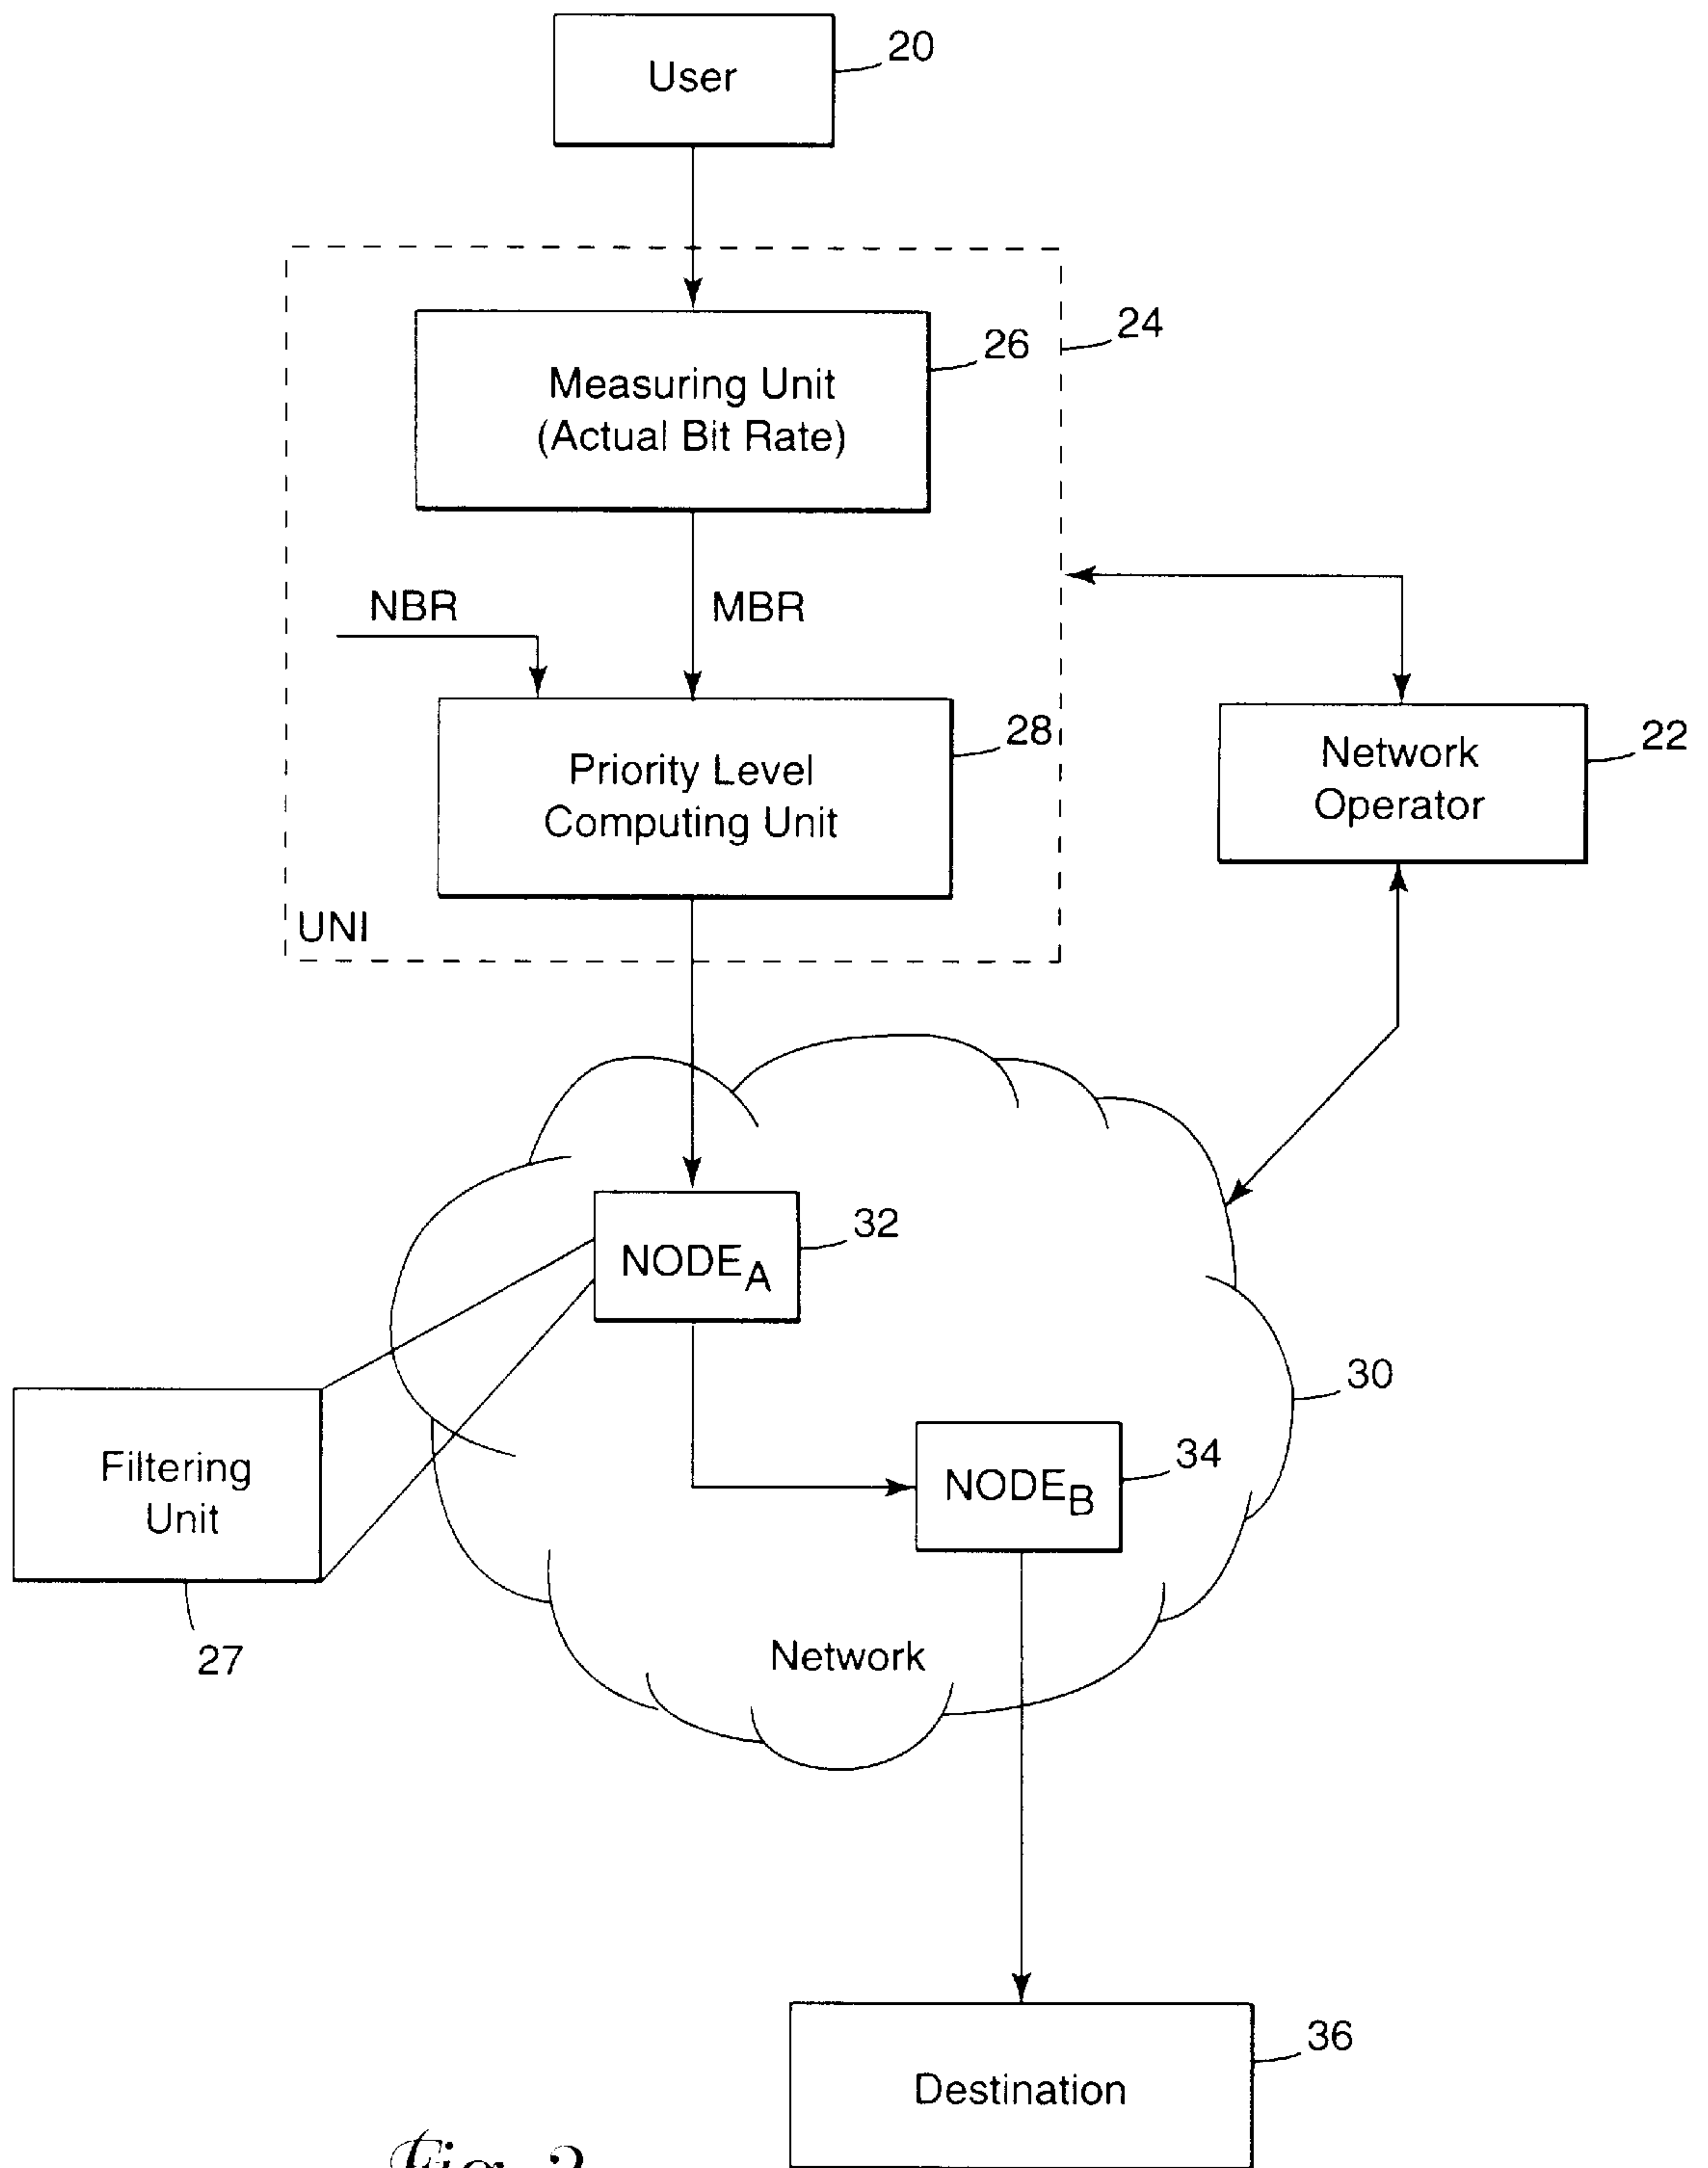 20
User
24
26
Measuring Unit
(Actual Bit Rate)
NBR
MBR
28
Priority Level
Computing Unit
22
Network
Operator
UNI
32
NODEA
30
34
NODEB
Filtering
Unit
27
Network
36
Destination